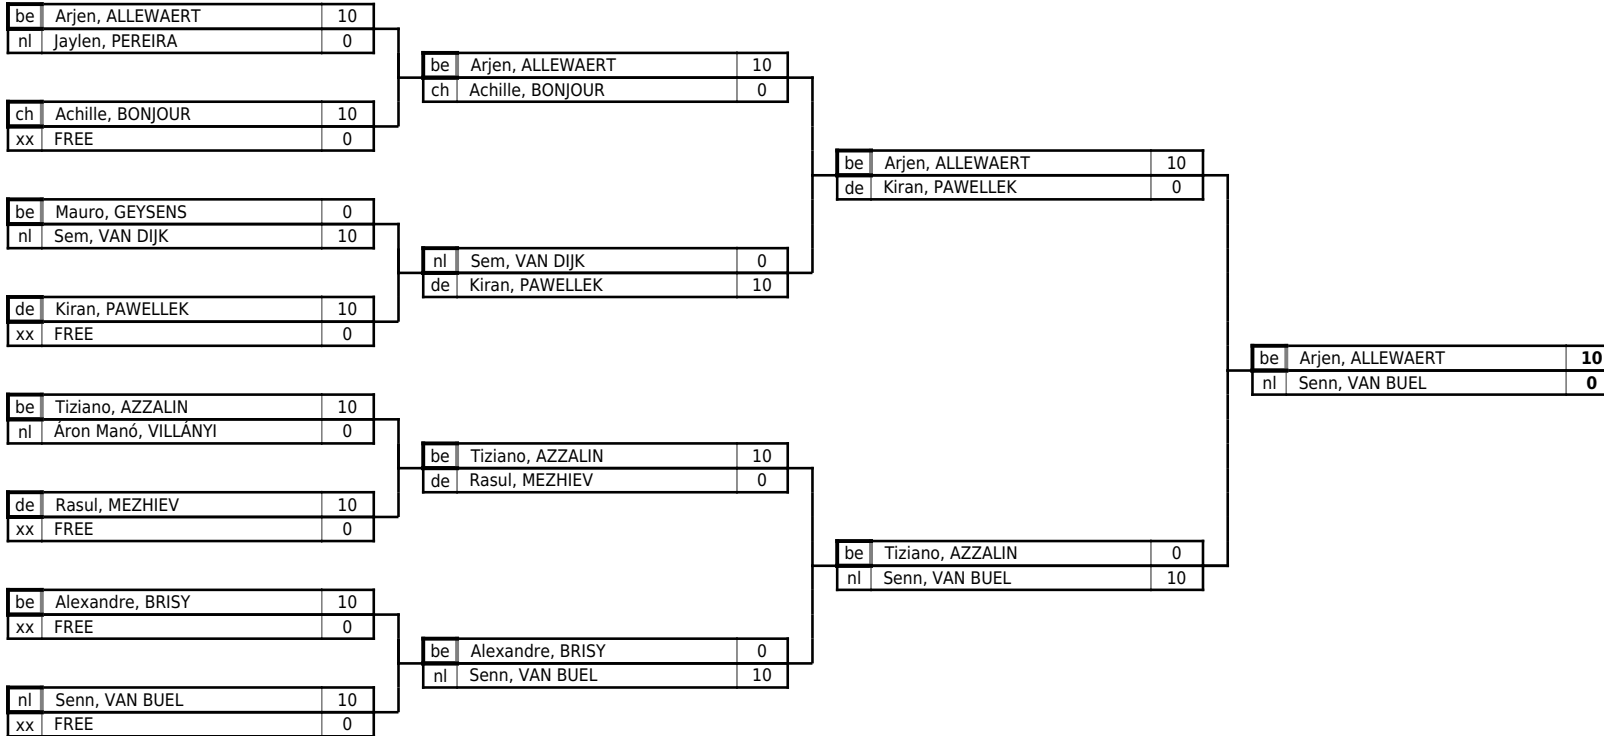 be Arjen, ALLEWAERT 10
nl Jaylen, PEREIRA 0
ch Achille, BONJOUR 10
xx FREE 0
be Mauro, GEYSENS 0
nl Sem, VAN DIJK 10
de Kiran, PAWELLEK 10
xx FREE 0
be Tiziano, AZZALIN 10
nl Áron Manó, VILLÁNYI 0
de Rasul, MEZHIEV 10
xx FREE 0
be Alexandre, BRISY 10
xx FREE 0
nl Senn, VAN BUEL 10
xx FREE 0
be Arjen, ALLEWAERT 10
ch Achille, BONJOUR 0
nl Sem, VAN DIJK 0
de Kiran, PAWELLEK 10
be Tiziano, AZZALIN 10
de Rasul, MEZHIEV 0
be Alexandre, BRISY 0
nl Senn, VAN BUEL 10
be Arjen, ALLEWAERT 10
de Kiran, PAWELLEK 0
be Tiziano, AZZALIN 0
nl Senn, VAN BUEL 10
be Arjen, ALLEWAERT 10
nl Senn, VAN BUEL 0